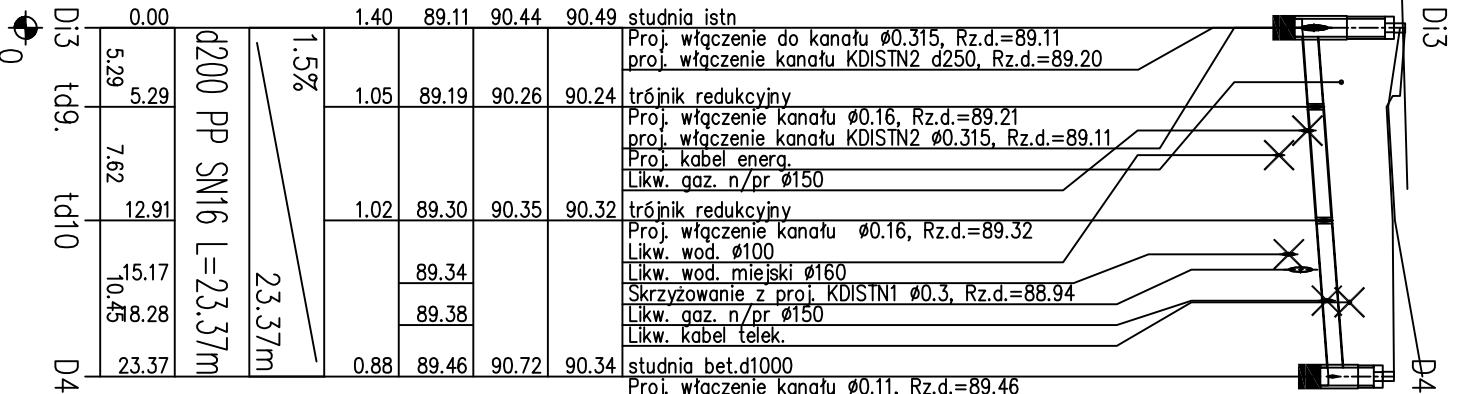 Di3 0.00 1.40 89.11 90.44 90.49 studnia istn
Proj. włączenie do kanału ø0.315, Rz.d.=89.11
proj. włączenie kanału KDISTN2 d250, Rz.d.=89.20
0
5.29
1.5%
d200 PP SN16 L=23.37m
td9. 5.29 1.05 89.19 90.26 90.24 trójnik redukcyjny
Proj. włączenie kanału ø0.16, Rz.d.=89.21
proj. włączenie kanału KDISTN2 ø0.315, Rz.d.=89.11
Proj. kabel energ.
Likw. gaz. n/pr ø150
7.62
td10 12.91 1.02 89.30 90.35 90.32 trójnik redukcyjny
Proj. włączenie kanału ø0.16, Rz.d.=89.32
Likw. wod. ø100
15.17 89.34 Likw. wod. miejski ø160
Skrzyżowanie z proj. KDISTN1 ø0.3, Rz.d.=88.94
10.45
18.28 89.38 Likw. gaz. n/pr ø150
Likw. kabel telek.
23.37m
D4 23.37 0.88 89.46 90.72 90.34 studnia bet.d1000
Proj. włączenie kanału ø0.11, Rz.d.=89.46
Di3
D4